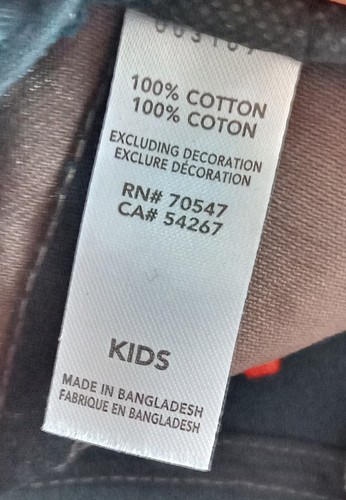 100% COTTON
100% COTON
EXCLUDING DECORATION
EXCLURE DÉCORATION
RN# 70547
CA# 54267
KIDS
MADE IN BANGLADESH
FABRIQUE EN BANGLADESH